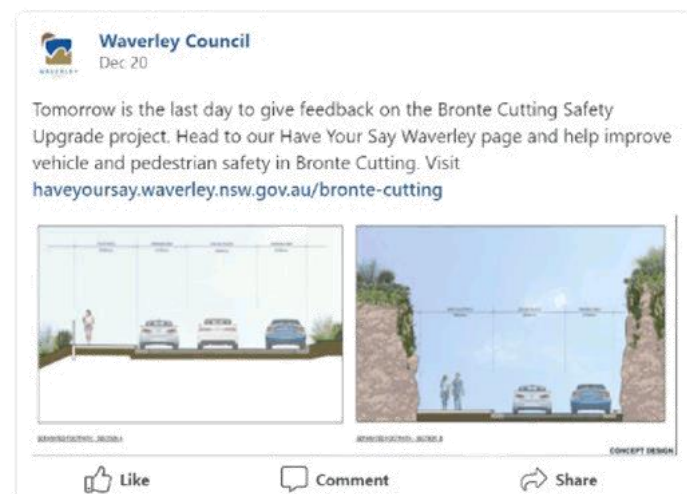 Waverley Council
Dec 20
WAVERLEY
Tomorrow is the last day to give feedback on the Bronte Cutting Safety
Upgrade project. Head to our Have Your Say Waverley page and help improve
vehicle and pedestrian safety in Bronte Cutting. Visit
haveyoursay.waverley.nsw.gov.au/bronte-cutting
CONCEPT DESIGN
Like
Comment
Share